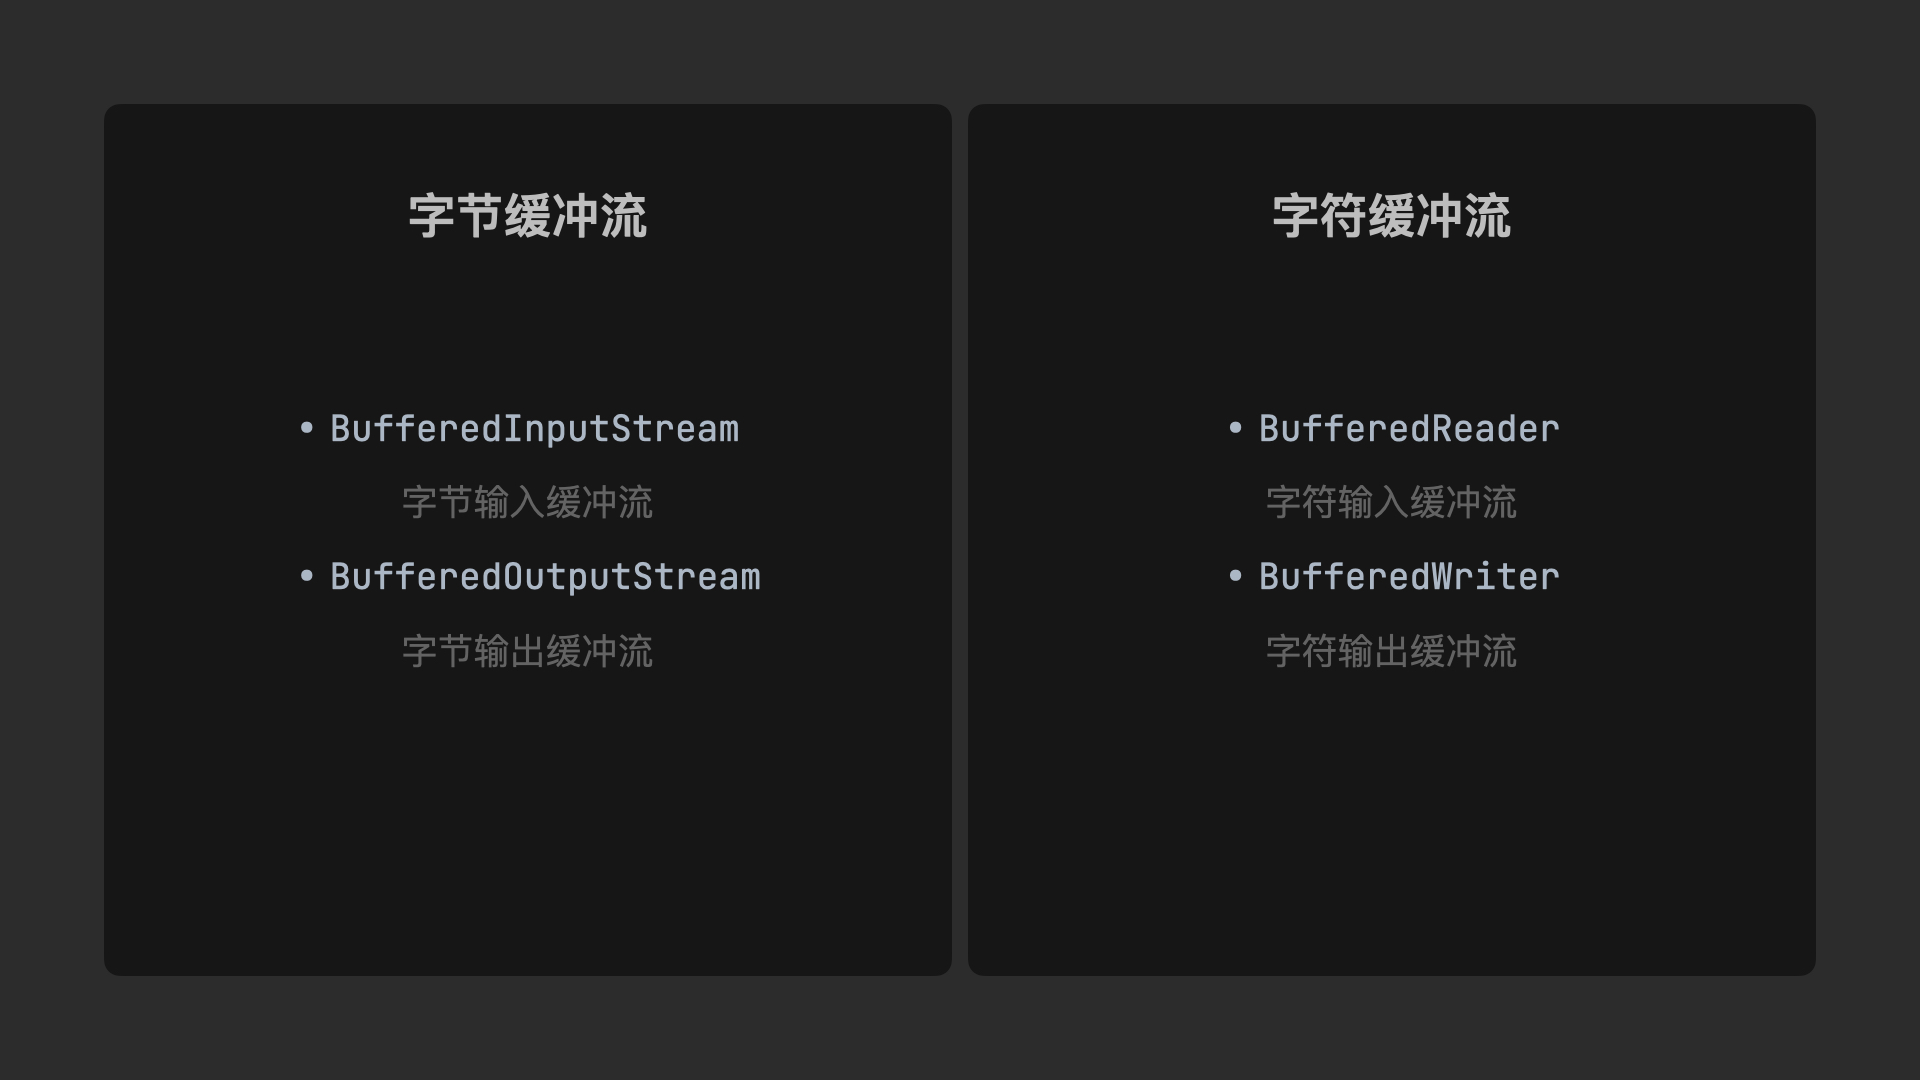 字节缓冲流
• BufferedInputStream
字节输入缓冲流
• BufferedOutputStream
字节输出缓冲流
字符缓冲流
• BufferedReader
字符输入缓冲流
• BufferedWriter
字符输出缓冲流